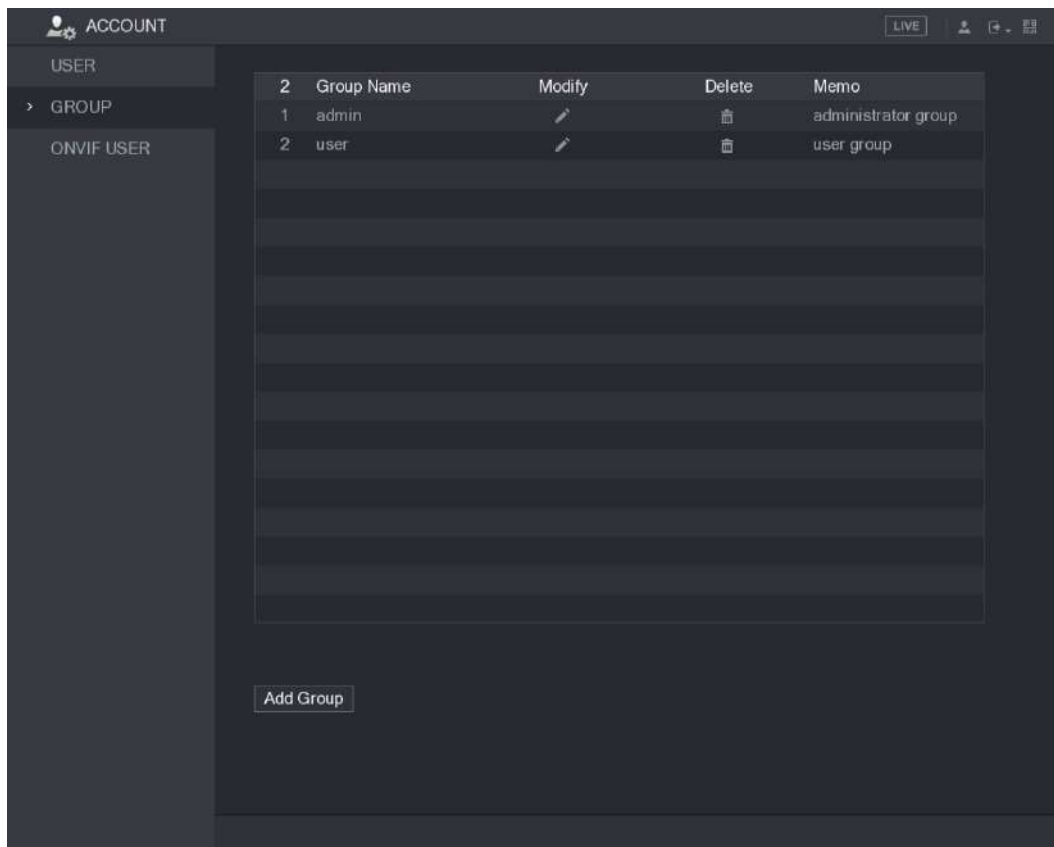 ACCOUNT LIVE
USER
GROUP
ONVIF USER
2 Group Name Modify Delete Memo
1 admin administrator group
2 user user group
Add Group